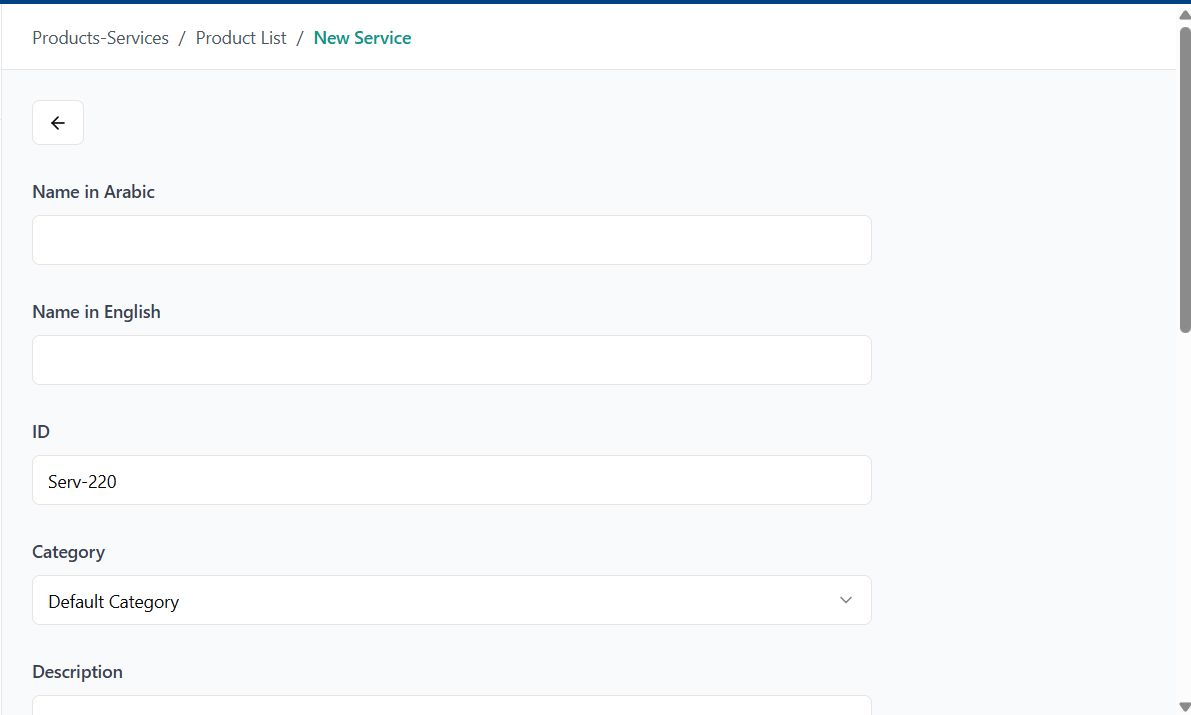 Products-Services / Product List / New Service
Name in Arabic
Name in English
ID
Serv-220
Category
Default Category
Description